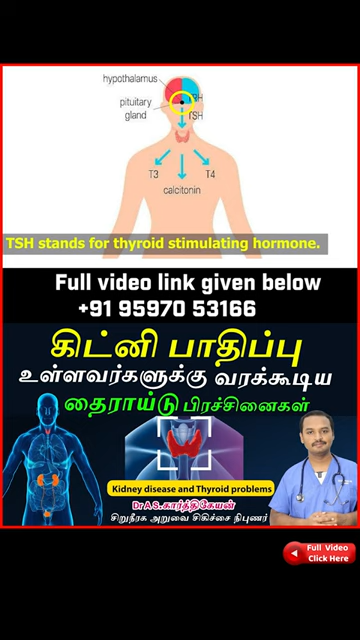 hypothalamus
pituitary
gland
TRH
TSH
T3
T4
calcitonin
TSH stands for thyroid stimulating hormone.
Full video link given below
+91 95970 53166
கிட்னி பாதிப்பு
உள்ளவர்களுக்கு வரக்கூடிய
தைராய்டு பிரச்சினைகள்
Kidney disease and Thyroid problems
Dr.A.S.கார்த்திகேயன்
சிறுநீரக அறுவை சிகிச்சை நிபுணர்
Full Video
Click Here